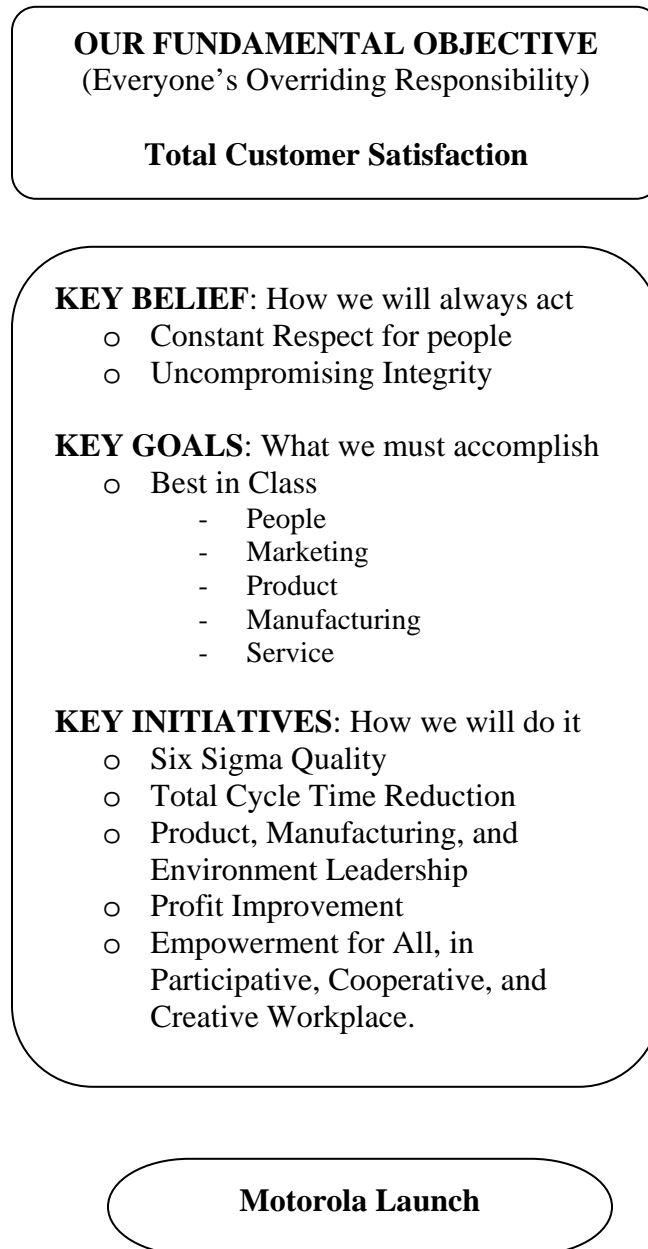 OUR FUNDAMENTAL OBJECTIVE
(Everyone’s Overriding Responsibility)
Total Customer Satisfaction
KEY BELIEF: How we will always act
o Constant Respect for people
o Uncompromising Integrity
KEY GOALS: What we must accomplish
o Best in Class
- People
- Marketing
- Product
- Manufacturing
- Service
KEY INITIATIVES: How we will do it
o Six Sigma Quality
o Total Cycle Time Reduction
o Product, Manufacturing, and
Environment Leadership
o Profit Improvement
o Empowerment for All, in
Participative, Cooperative, and
Creative Workplace.
Motorola Launch